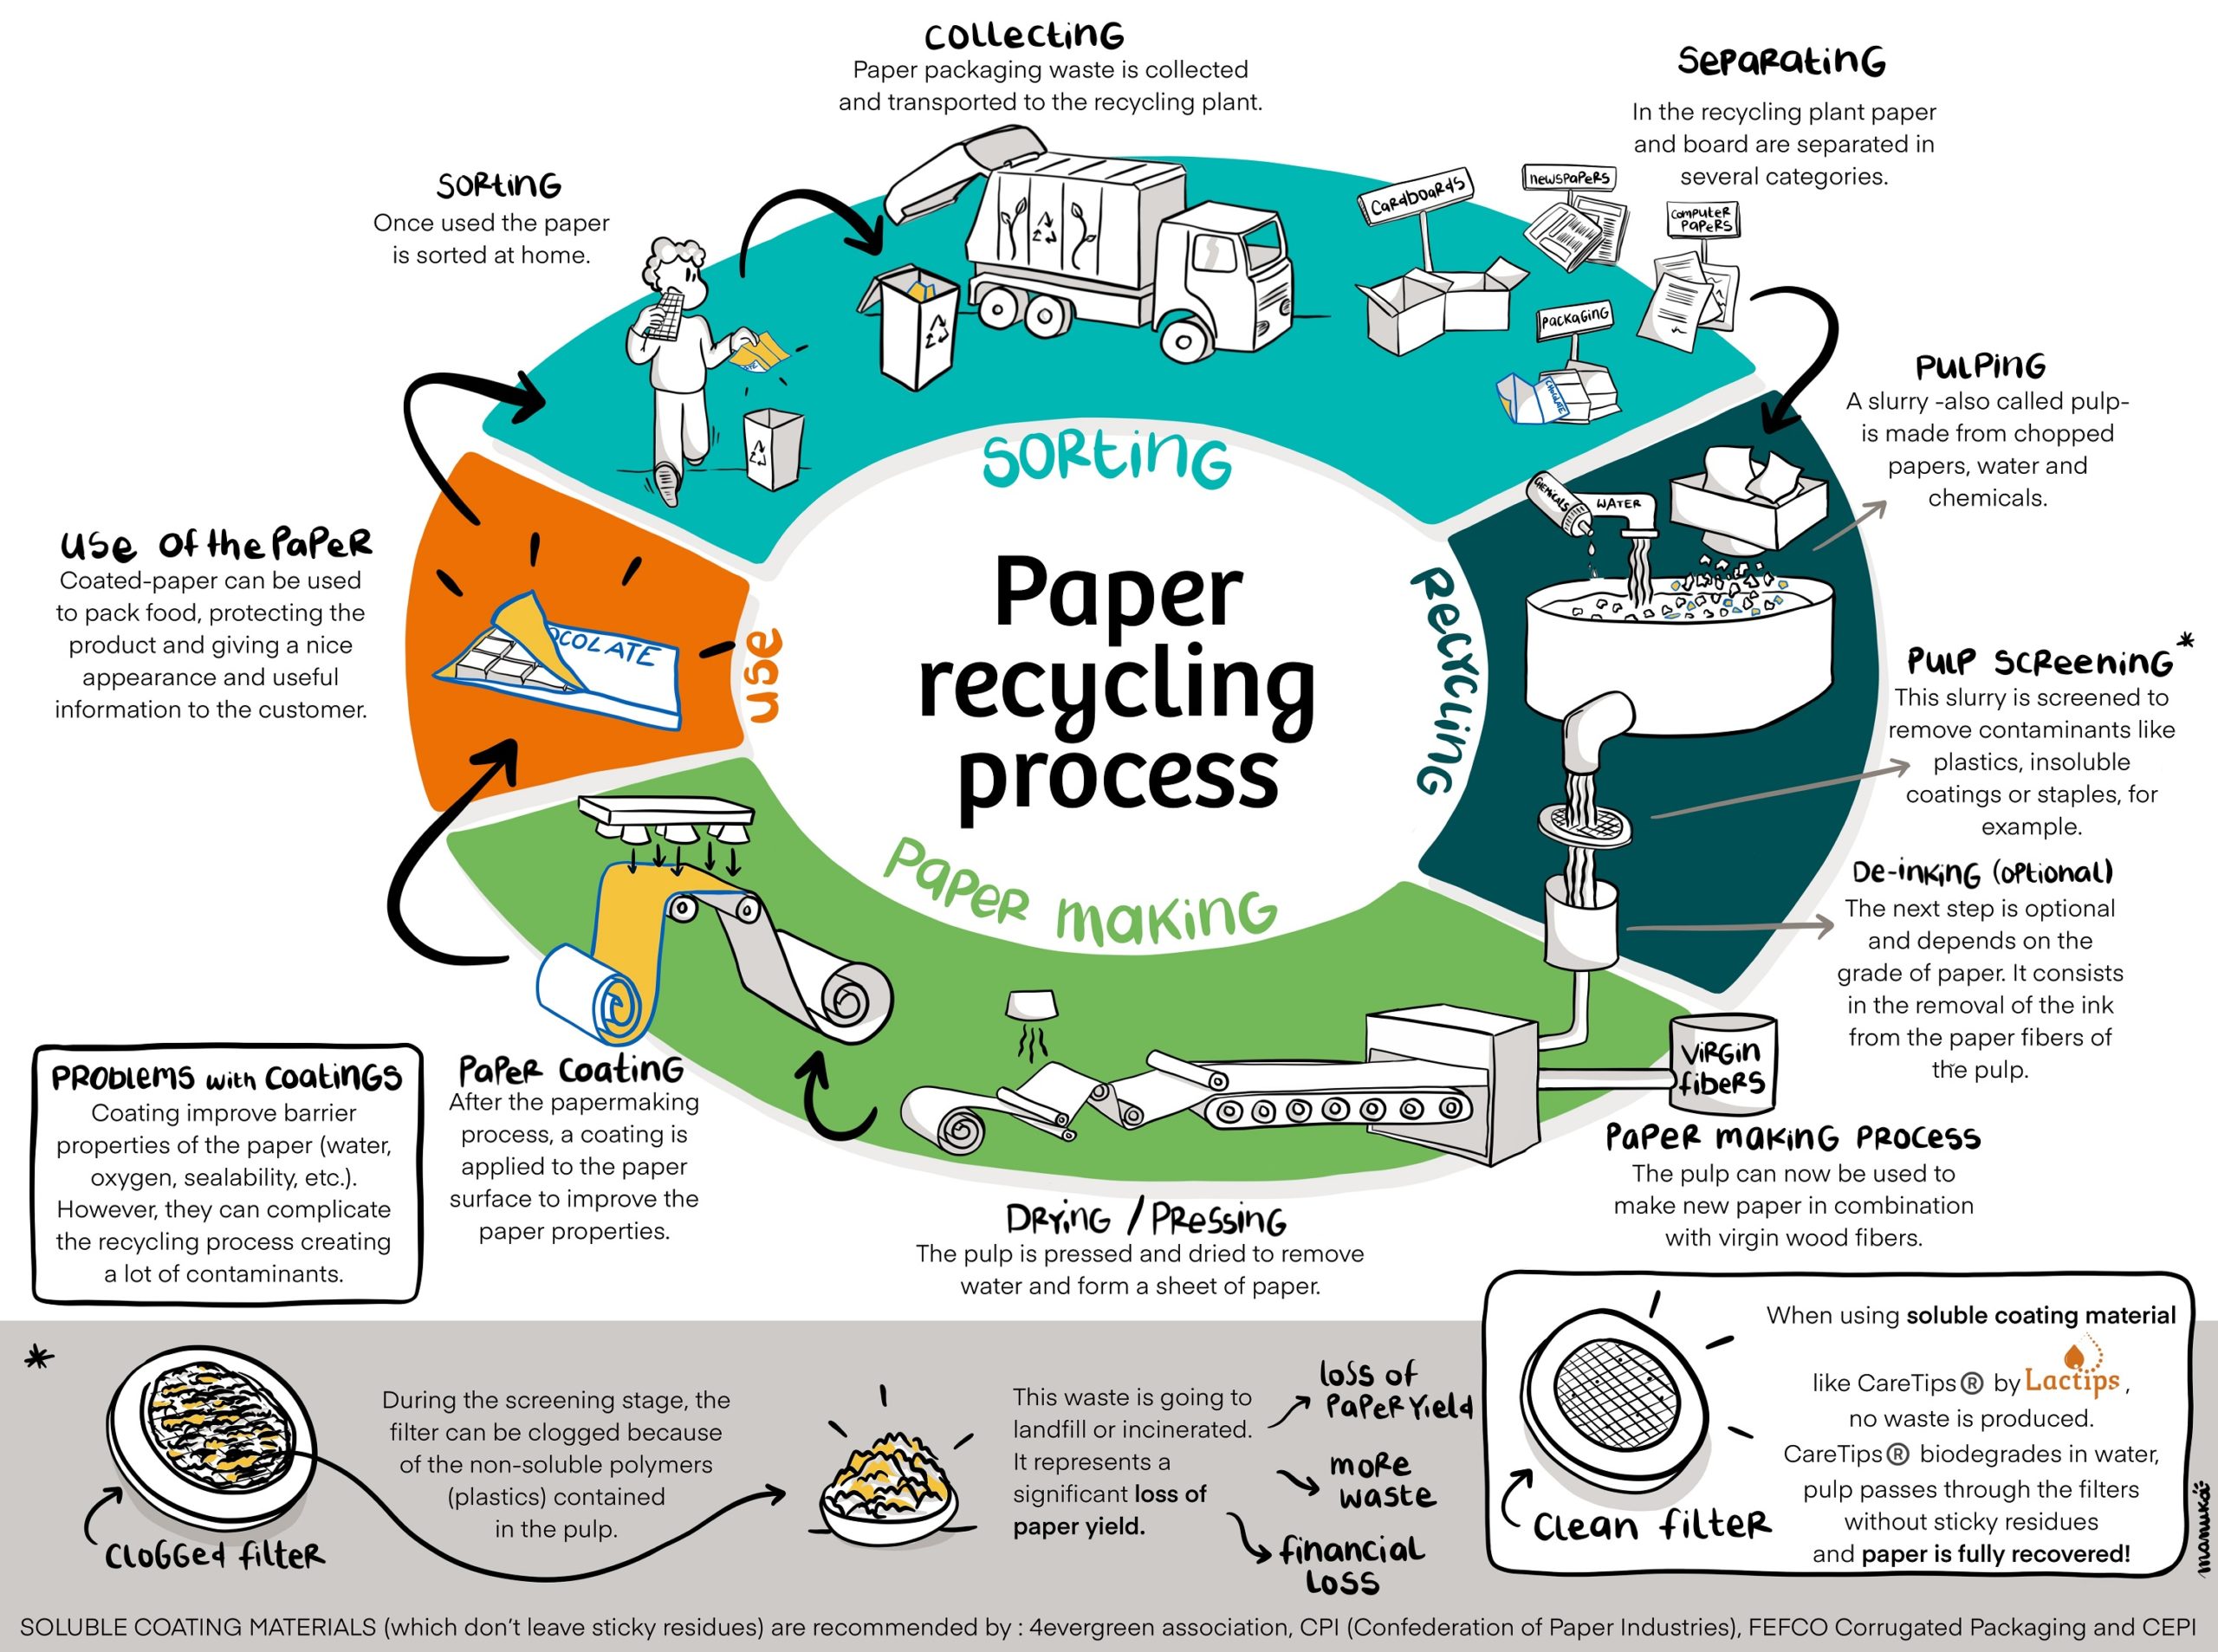 Collecting
Paper packaging waste is collected
and transported to the recycling plant.
Separating
In the recycling plant paper
and board are separated in
several categories.
Sorting
Once used the paper
is sorted at home.
Cardboards
Newspapers
Computer
Papers
Packaging
CHOCOLATE
Pulping
A slurry -also called pulp-
is made from chopped
papers, water and
chemicals.
Chemicals
WATER
Sorting
Use of the Paper
Coated-paper can be used
to pack food, protecting the
product and giving a nice
appearance and useful
information to the customer.
OCOLATE
Use
Paper
recycling
process
Recycling
Pulp Screening*
This slurry is screened to
remove contaminants like
plastics, insoluble
coatings or staples, for
example.
De-inking (optional)
The next step is optional
and depends on the
grade of paper. It consists
in the removal of the ink
from the paper fibers of
the pulp.
Paper making
Virgin
fibers
Paper making process
The pulp can now be used to
make new paper in combination
with virgin wood fibers.
Drying / Pressing
The pulp is pressed and dried to remove
water and form a sheet of paper.
Paper coating
After the papermaking
process, a coating is
applied to the paper
surface to improve the
paper properties.
Problems with coatings
Coating improve barrier
properties of the paper (water,
oxygen, sealability, etc.).
However, they can complicate
the recycling process creating
a lot of contaminants.
*
Clogged filter
During the screening stage, the
filter can be clogged because
of the non-soluble polymers
(plastics) contained
in the pulp.
This waste is going to
landfill or incinerated.
It represents a
significant loss of
paper yield.
loss of
paper yield
more
waste
financial
loss
Clean filter
When using soluble coating material
like CareTips® by Lactips,
no waste is produced.
CareTips® biodegrades in water,
pulp passes through the filters
without sticky residues
and paper is fully recovered!
manuka
SOLUBLE COATING MATERIALS (which don't leave sticky residues) are recommended by : 4evergreen association, CPI (Confederation of Paper Industries), FEFCO Corrugated Packaging and CEPI